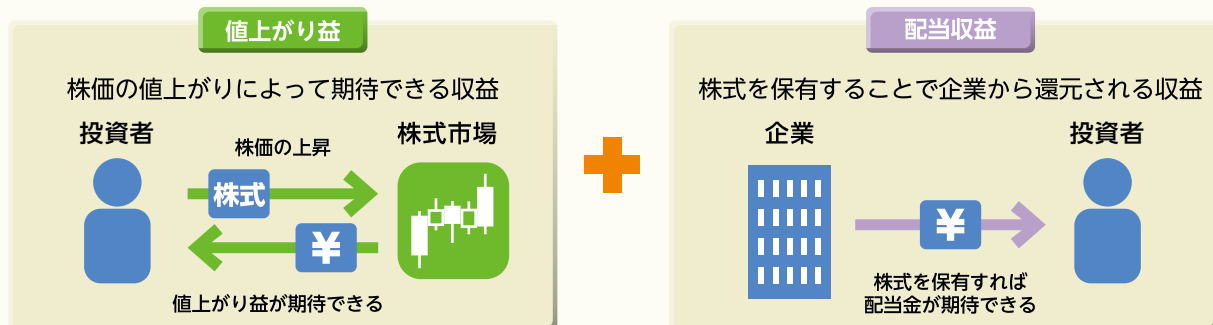 値上がり益
株価の値上がりによって期待できる収益
投資者
株価の上昇
株式市場
株式
¥
値上がり益が期待できる
配当収益
株式を保有することで企業から還元される収益
企業
投資者
¥
株式を保有すれば
配当金が期待できる